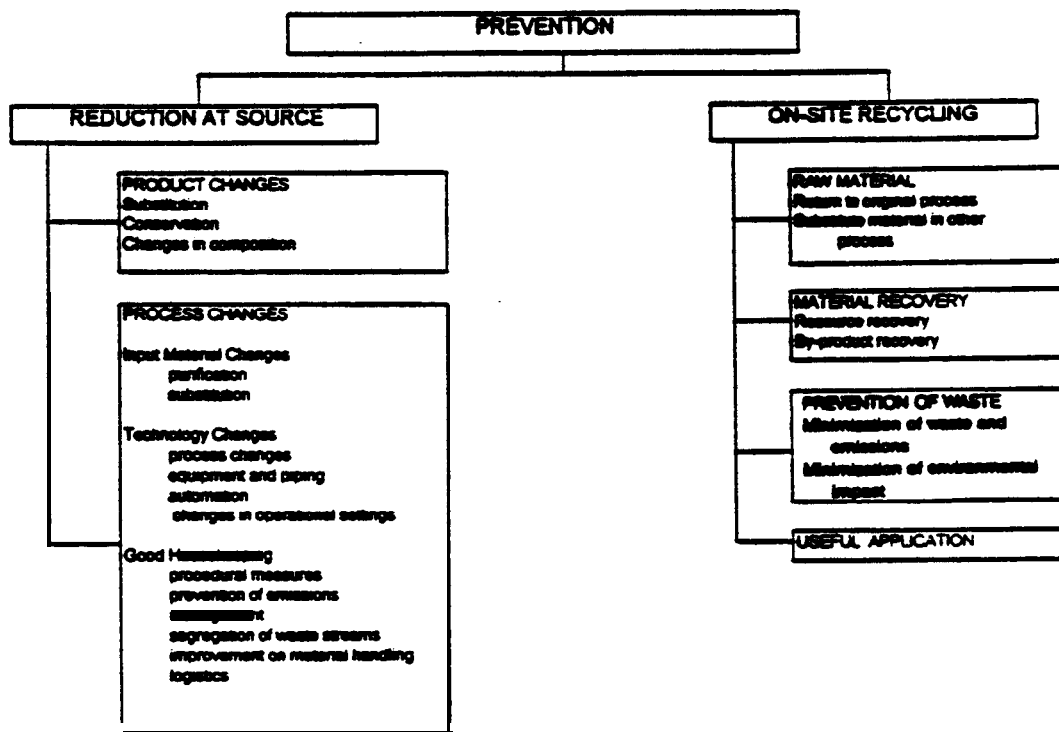 PREVENTION
REDUCTION AT SOURCE
PRODUCT CHANGES
Substitution
Conservation
Changes in composition
PROCESS CHANGES
Input Material Changes
purification
substitution
Technology Changes
process changes
equipment and piping
automation
changes in operational settings
Good Housekeeping
procedural measures
prevention of emissions
management
segregation of waste streams
improvement on material handling
logistics
ON-SITE RECYCLING
RAW MATERIAL
Return to original process
Substitute material in other
process
MATERIAL RECOVERY
Resource recovery
By-product recovery
PREVENTION OF WASTE
Minimization of waste and
emissions
Minimization of environmental
impact
USEFUL APPLICATION